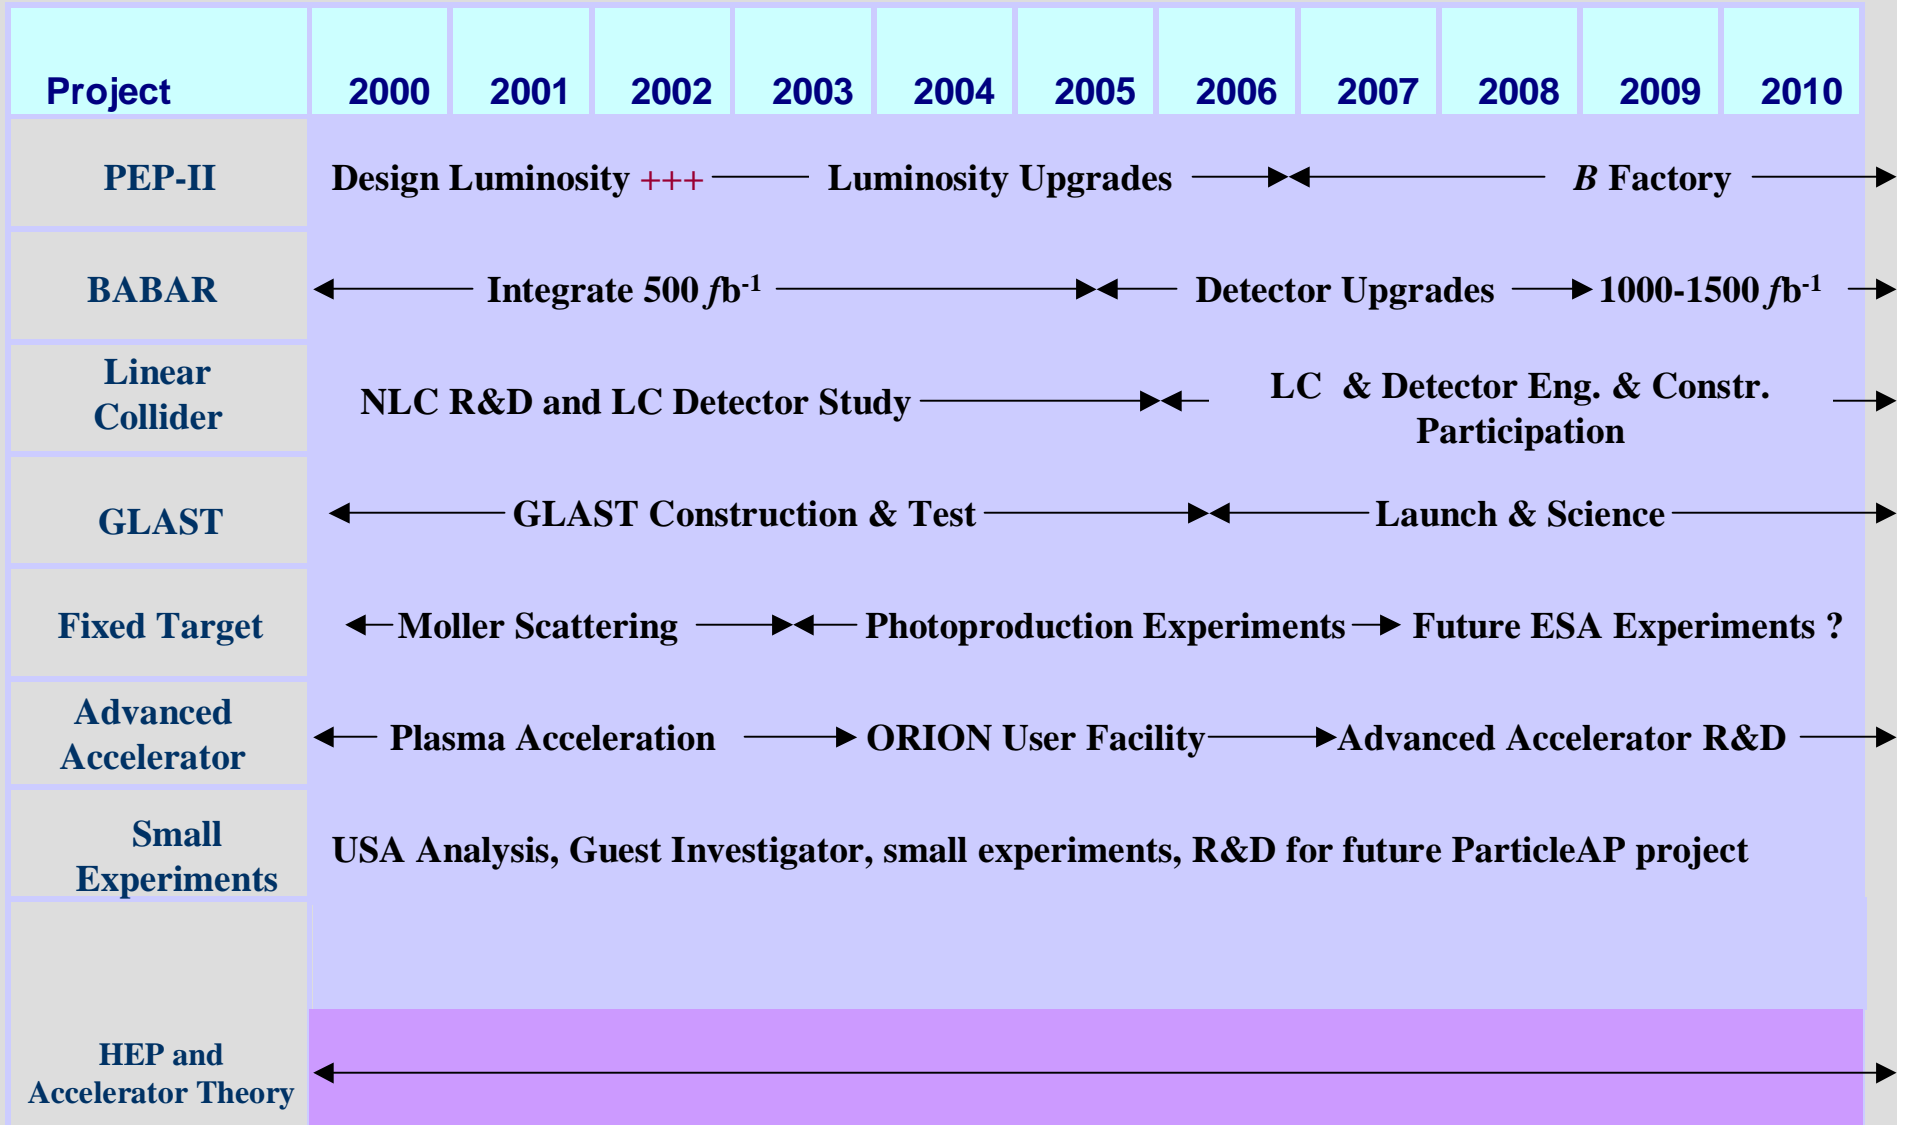 Project 2000 2001 2002 2003 2004 2005 2006 2007 2008 2009 2010
PEP-II Design Luminosity +++ Luminosity Upgrades B Factory
BABAR Integrate 500 fb-1 Detector Upgrades 1000-1500 fb-1
Linear
Collider
NLC R&D and LC Detector Study
LC & Detector Eng. & Constr.
Participation
GLAST GLAST Construction & Test Launch & Science
Fixed Target Moller Scattering Photoproduction Experiments Future ESA Experiments ?
Advanced
Accelerator
Plasma Acceleration ORION User Facility Advanced Accelerator R&D
Small
Experiments
USA Analysis, Guest Investigator, small experiments, R&D for future ParticleAP project
HEP and
Accelerator Theory